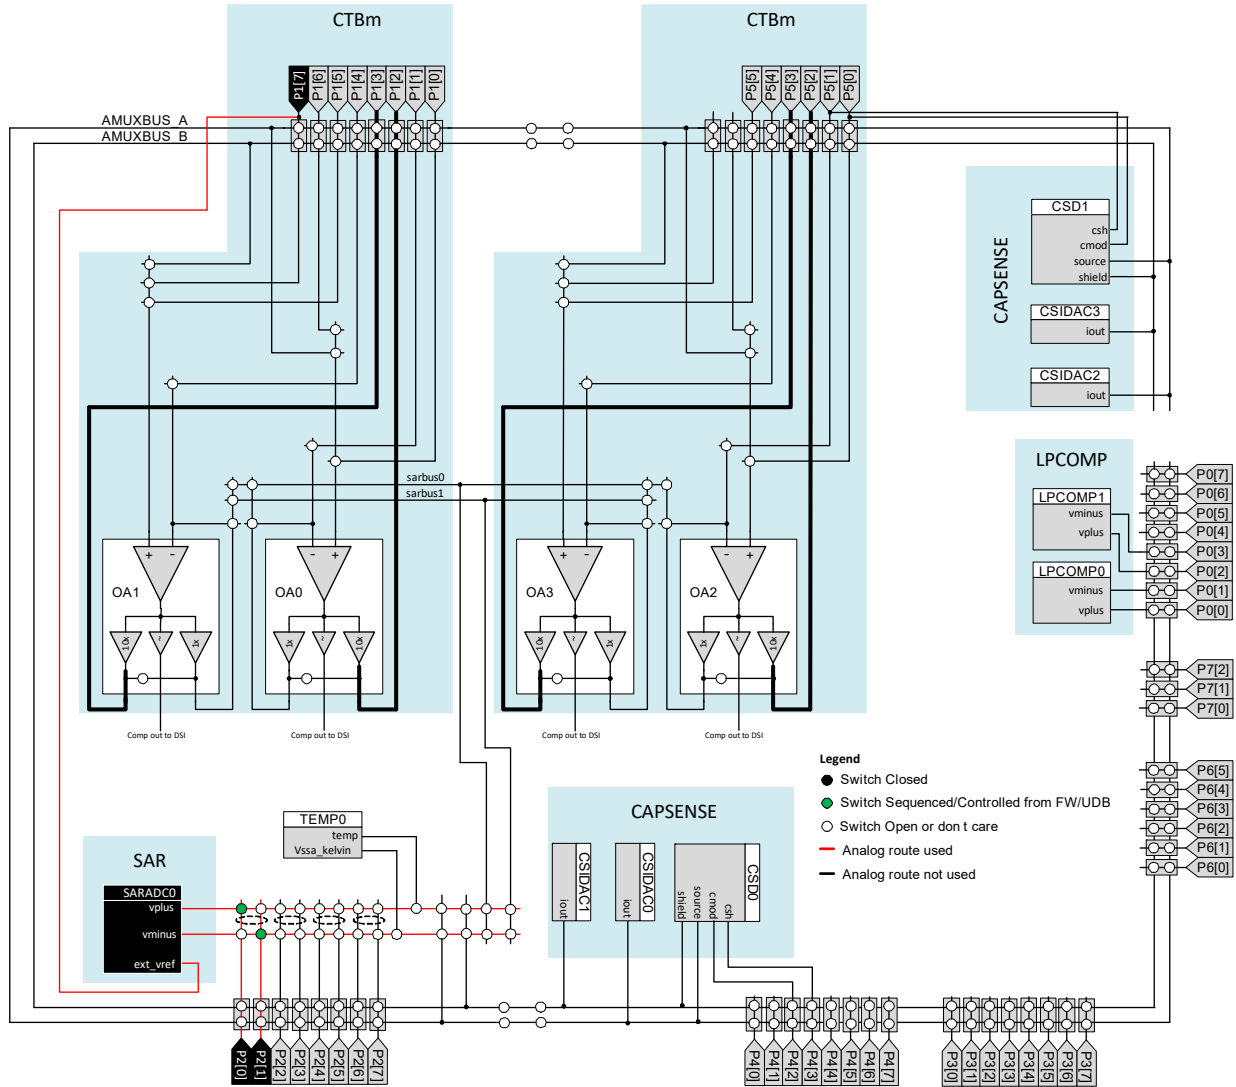 CTBm
CTBm
P1[7]
P1[6]
P1[5]
P1[4]
P1[3]
P1[2]
P1[1]
P1[0]
P5[5]
P5[4]
P5[3]
P5[2]
P5[1]
P5[0]
AMUXBUS_A
AMUXBUS_B
CAPSENSE
CSD1
csh
cmod
source
shield
CSIDAC3
iout
CSIDAC2
iout
sarbus0
sarbus1
LPCOMP
LPCOMP1
vminus
vplus
LPCOMP0
vminus
vplus
P0[7]
P0[6]
P0[5]
P0[4]
P0[3]
P0[2]
P0[1]
P0[0]
+ -
OA1
10x ~ 1x
- +
OA0
1x ~ 10x
+ -
OA3
10x ~ 1x
- +
OA2
1x ~ 10x
Comp out to DSI
Comp out to DSI
Comp out to DSI
Comp out to DSI
P7[2]
P7[1]
P7[0]
P6[5]
P6[4]
P6[3]
P6[2]
P6[1]
P6[0]
Legend
Switch Closed
Switch Sequenced/Controlled from FW/UDB
Switch Open or don t care
Analog route used
Analog route not used
TEMP0
temp
Vssa_kelvin
SAR
SARADC0
vplus
vminus
ext_vref
CAPSENSE
CSIDAC1
iout
CSIDAC0
iout
CSD0
shield
source
cmod
csh
P2[0]
P2[1]
P2[2]
P2[3]
P2[4]
P2[5]
P2[6]
P2[7]
P4[0]
P4[1]
P4[2]
P4[3]
P4[4]
P4[5]
P4[6]
P4[7]
P3[0]
P3[1]
P3[2]
P3[3]
P3[4]
P3[5]
P3[6]
P3[7]